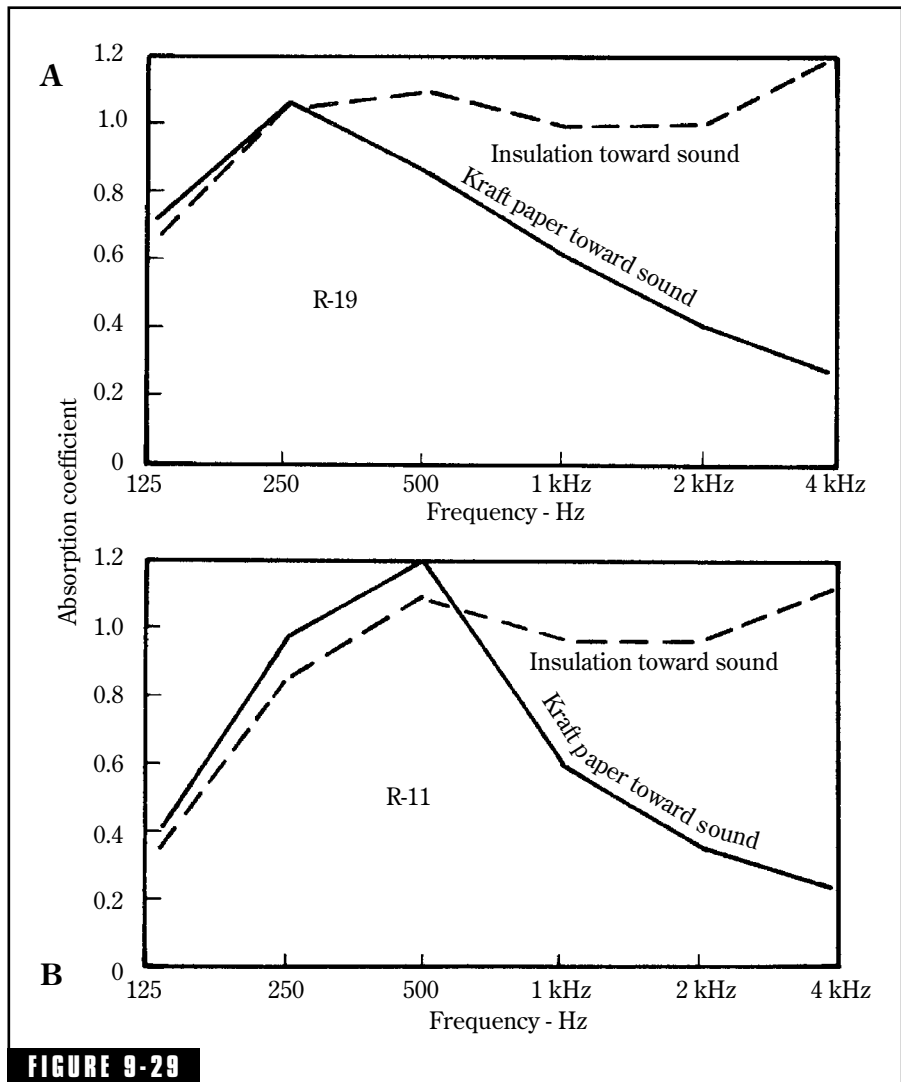 A
1.2
1.0
0.8
0.6
0.4
0.2
0
Insulation toward sound
Kraft paper toward sound
R-19
125 250 500 1 kHz 2 kHz 4 kHz
Frequency - Hz
Absorption coefficient
1.2
1.0
0.8
0.6
0.4
0.2
0
Insulation toward sound
Kraft paper toward sound
R-11
B
125 250 500 1 kHz 2 kHz 4 kHz
Frequency - Hz
FIGURE 9-29